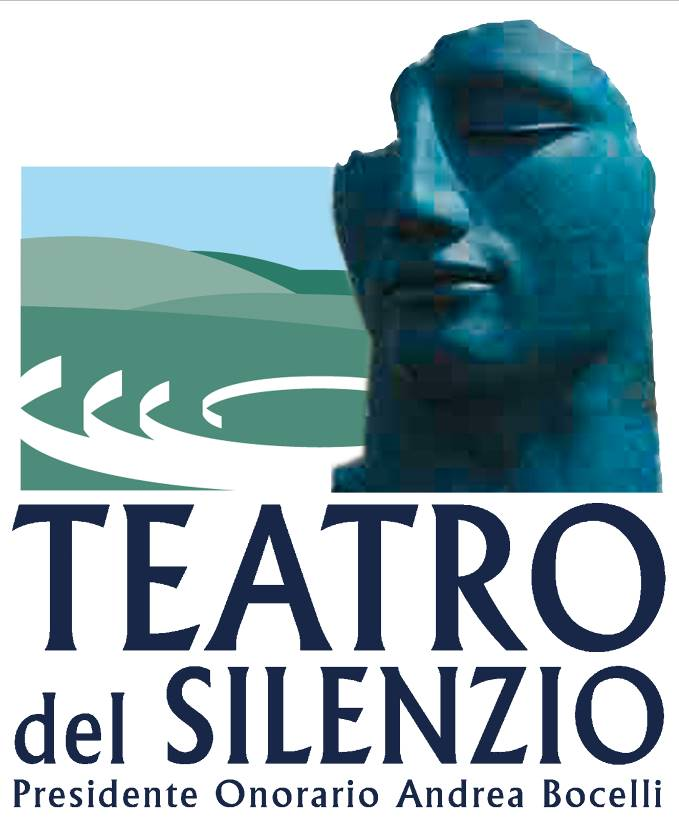 TEATRO
del SILENZIO
Presidente Onorario Andrea Bocelli